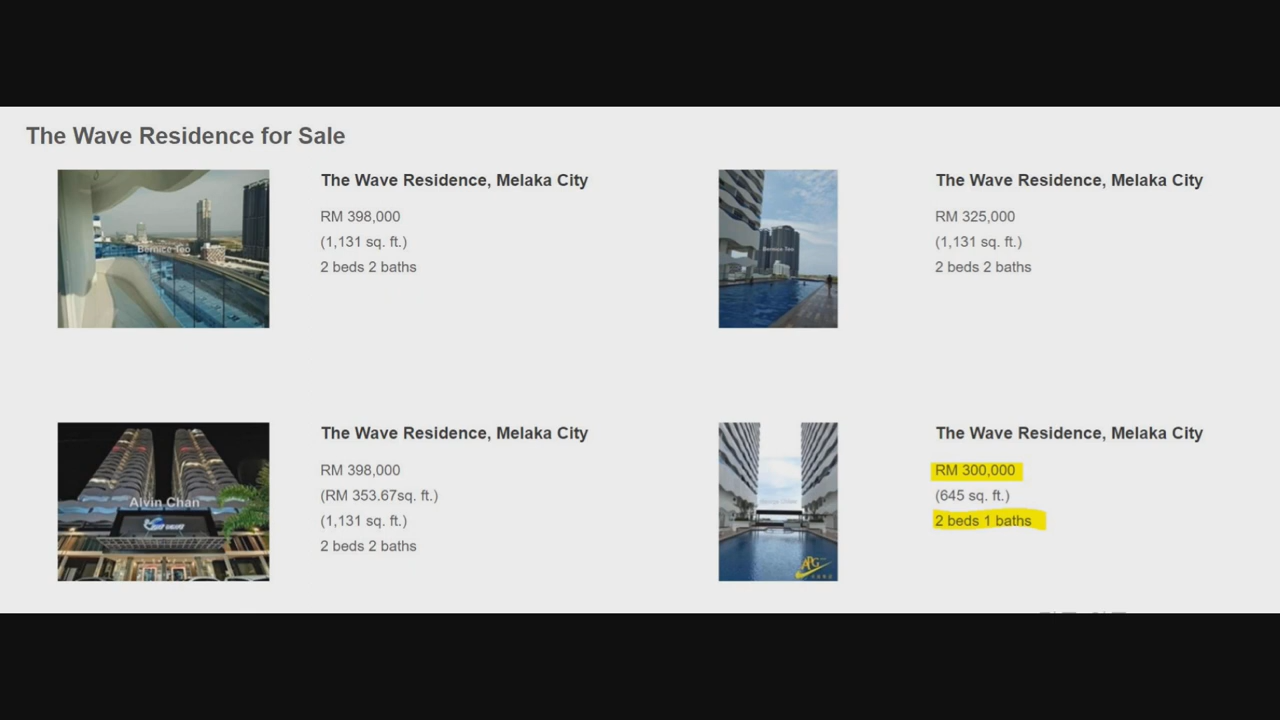 The Wave Residence for Sale
Bernice Teo
The Wave Residence, Melaka City
RM 398,000
(1,131 sq. ft.)
2 beds 2 baths
Bernice Teo
The Wave Residence, Melaka City
RM 325,000
(1,131 sq. ft.)
2 beds 2 baths
Alvin Chan
The Wave Residence, Melaka City
RM 398,000
(RM 353.67sq. ft.)
(1,131 sq. ft.)
2 beds 2 baths
APG
The Wave Residence, Melaka City
RM 300,000
(645 sq. ft.)
2 beds 1 baths